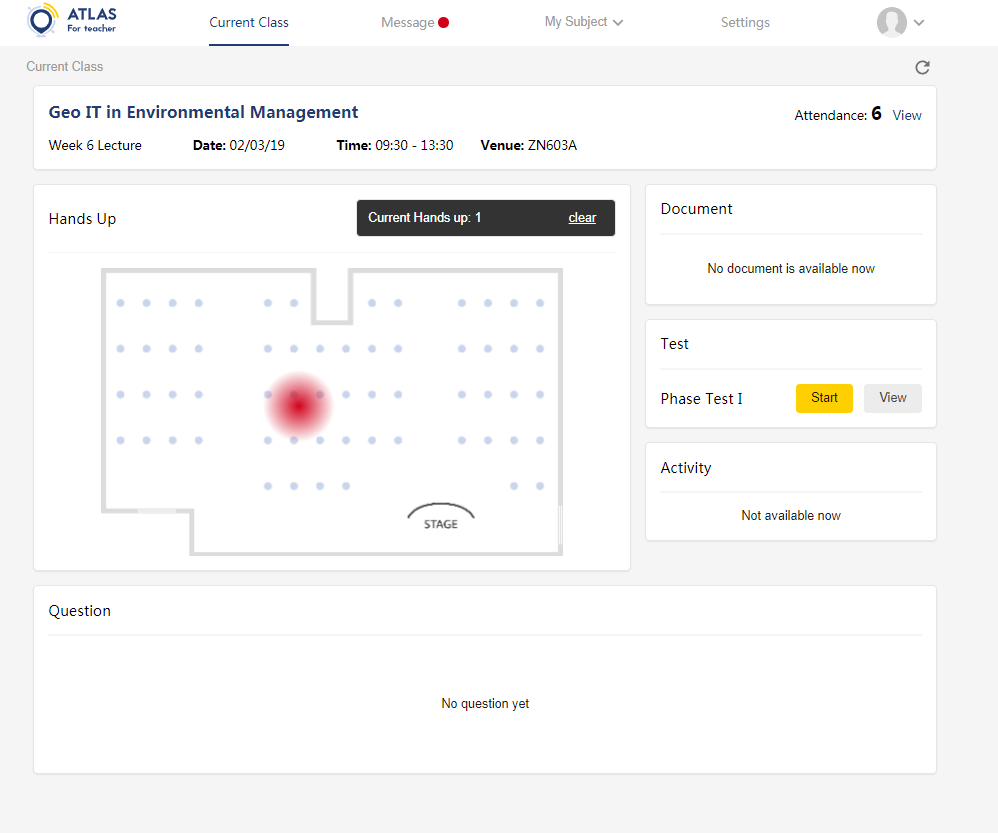 ATLAS
For teacher
Current Class
Message
My Subject
Settings
Current Class
Geo IT in Environmental Management
Attendance: 6 View
Week 6 Lecture Date: 02/03/19 Time: 09:30 - 13:30 Venue: ZN603A
Hands Up
Current Hands up: 1 clear
STAGE
Document
No document is available now
Test
Phase Test I Start View
Activity
Not available now
Question
No question yet